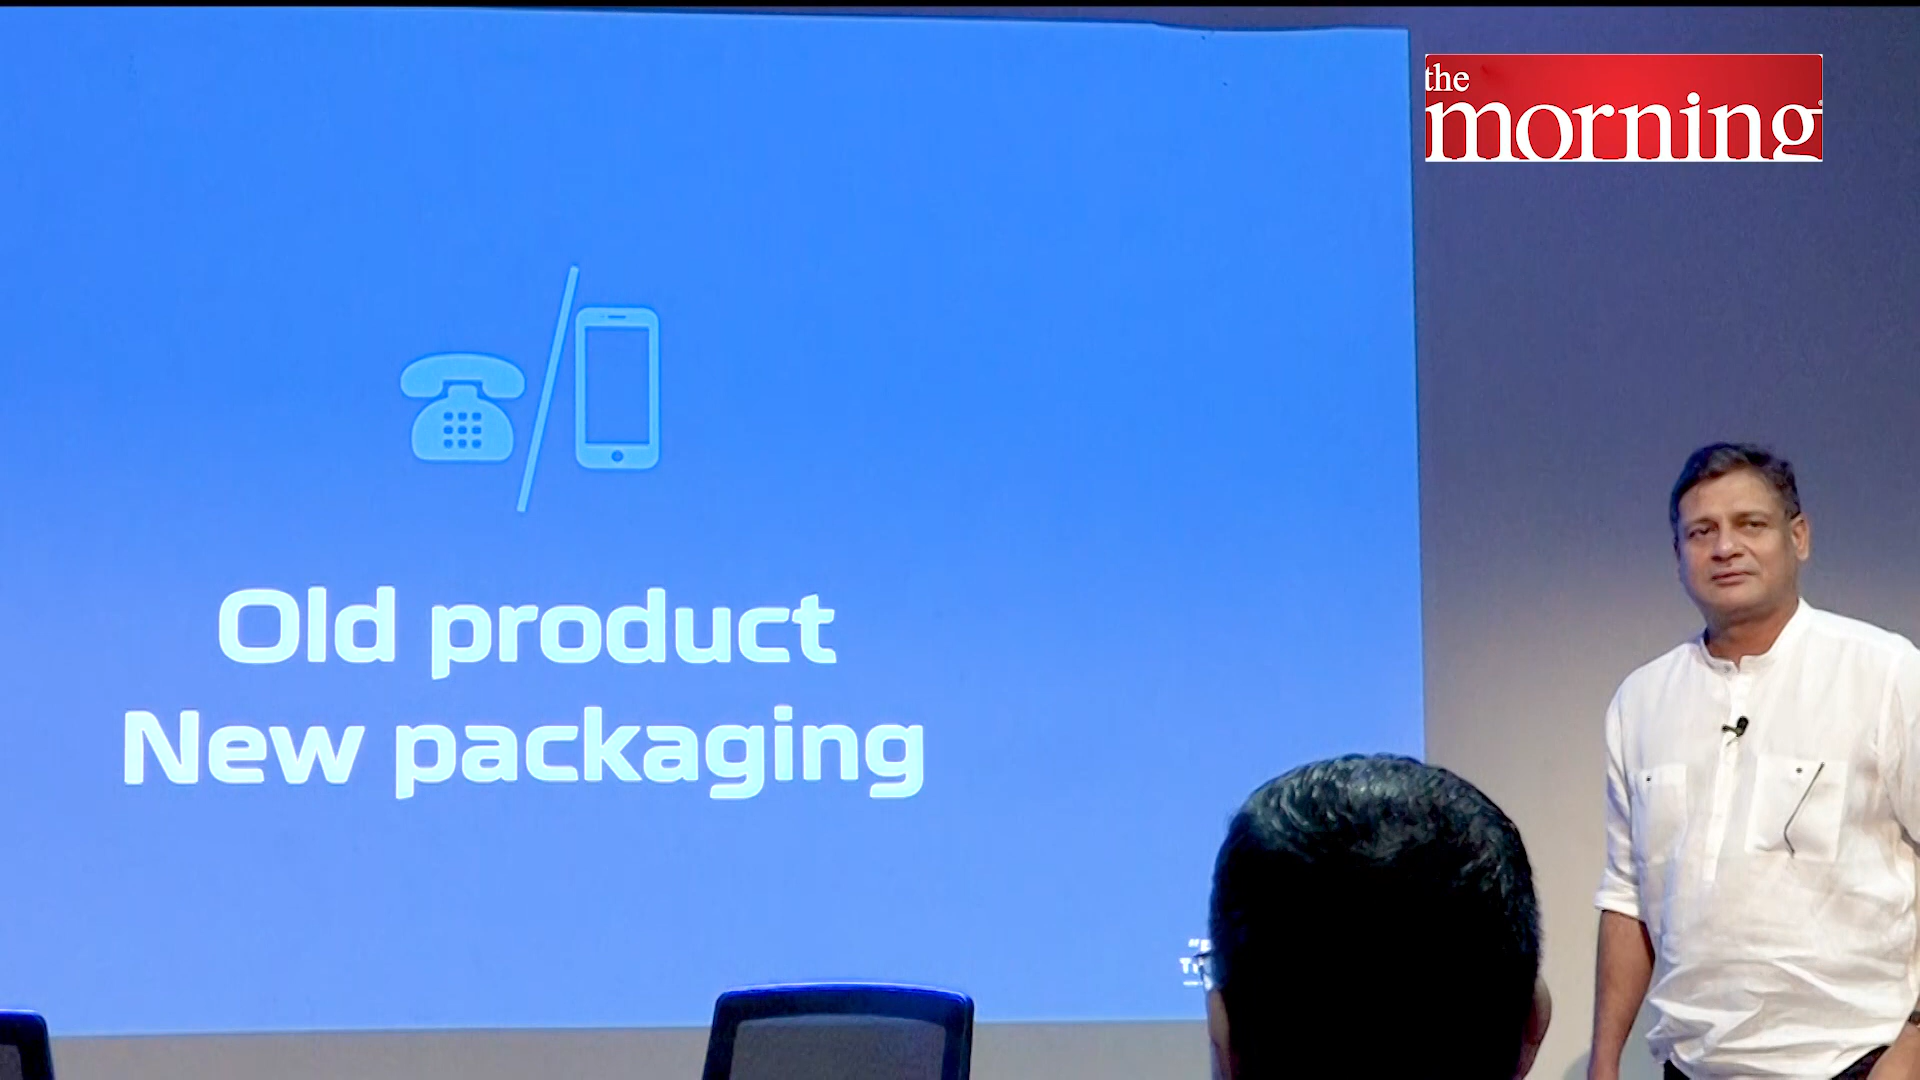 the
morning
Old product
New packaging